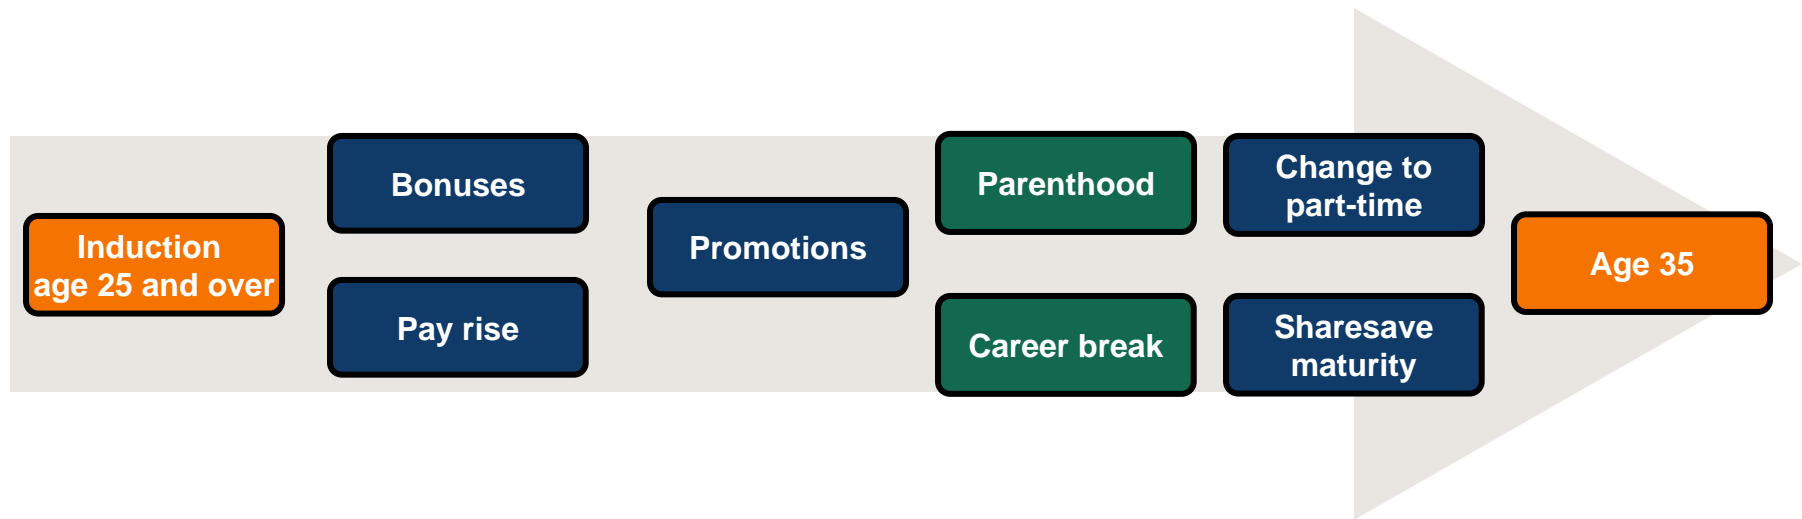 Induction
age 25 and over
Bonuses
Pay rise
Promotions
Parenthood
Career break
Change to
part-time
Sharesave
maturity
Age 35